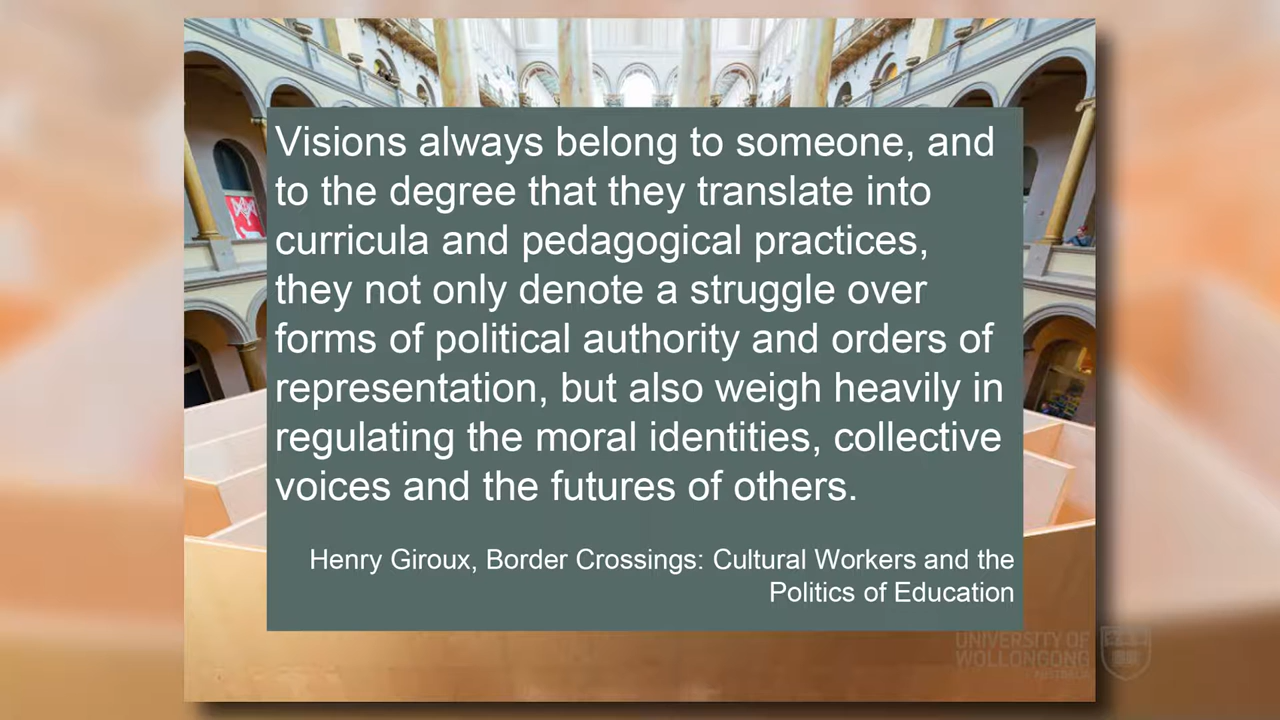 Visions always belong to someone, and
to the degree that they translate into
curricula and pedagogical practices,
they not only denote a struggle over
forms of political authority and orders of
representation, but also weigh heavily in
regulating the moral identities, collective
voices and the futures of others.
Henry Giroux, Border Crossings: Cultural Workers and the
Politics of Education
UNIVERSITY OF
WOLLONGONG
AUSTRALIA